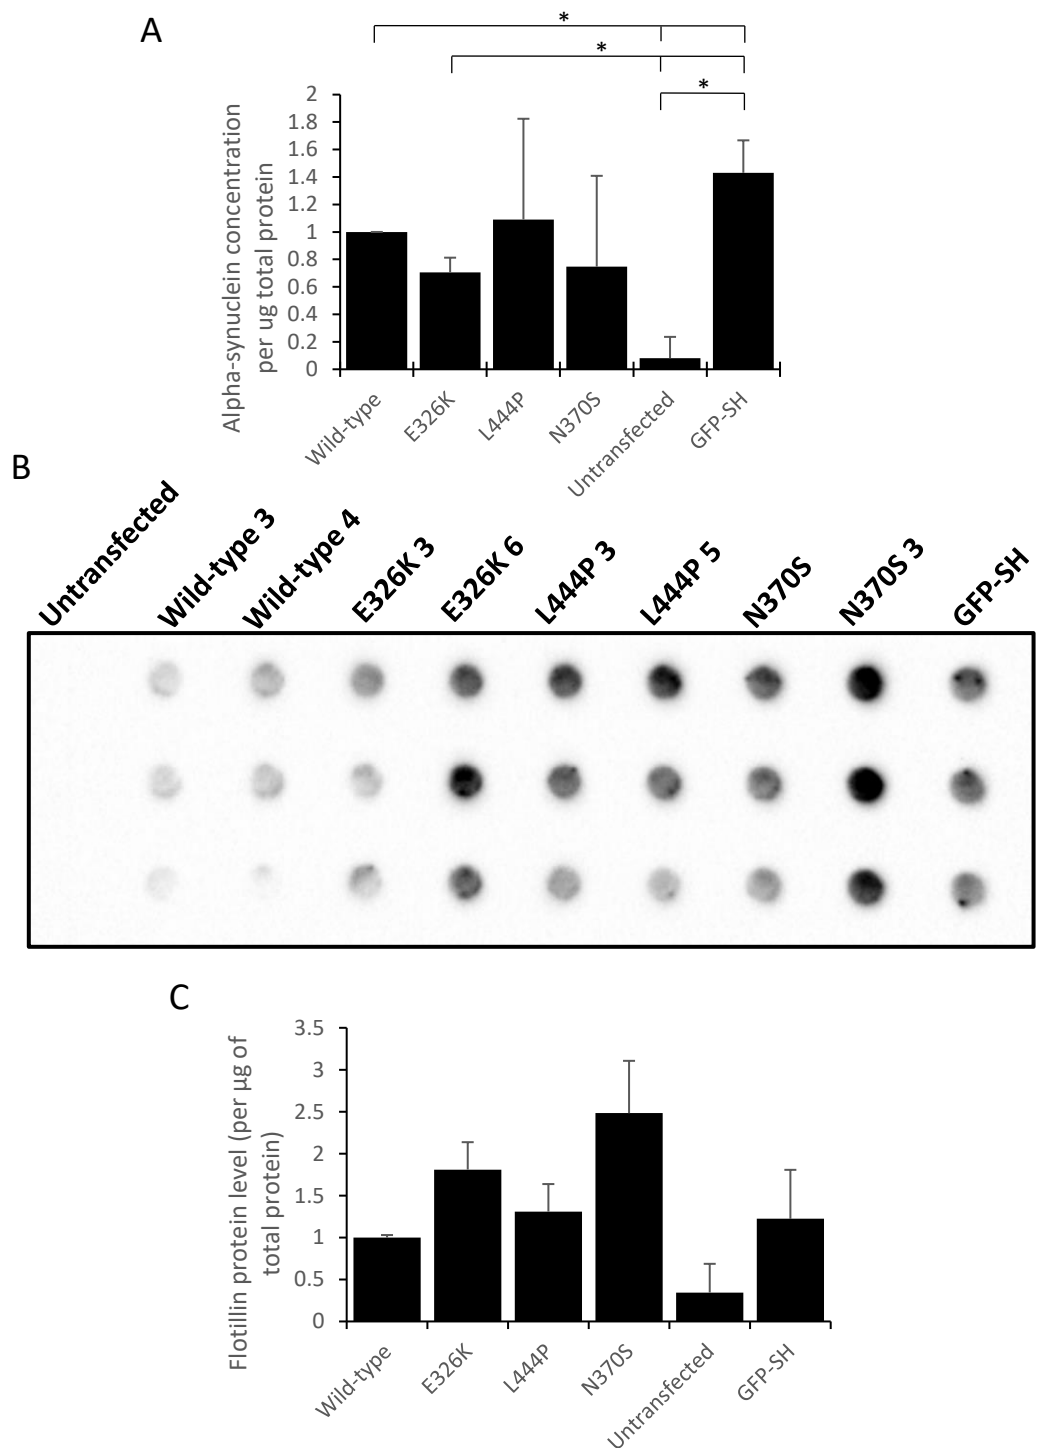 A
*
*
*
Alpha-synuclein concentration
per ug total protein
2
1.8
1.6
1.4
1.2
1
0.8
0.6
0.4
0.2
0
Wild-type
E326K
L444P
N370S
Untransfected
GFP-SH
B
Untransfected
Wild-type 3
Wild-type 4
E326K 3
E326K 6
L444P 3
L444P 5
N370S
N370S 3
GFP-SH
C
Flotillin protein level (per µg of
total protein)
3.5
3
2.5
2
1.5
1
0.5
0
Wild-type
E326K
L444P
N370S
Untransfected
GFP-SH